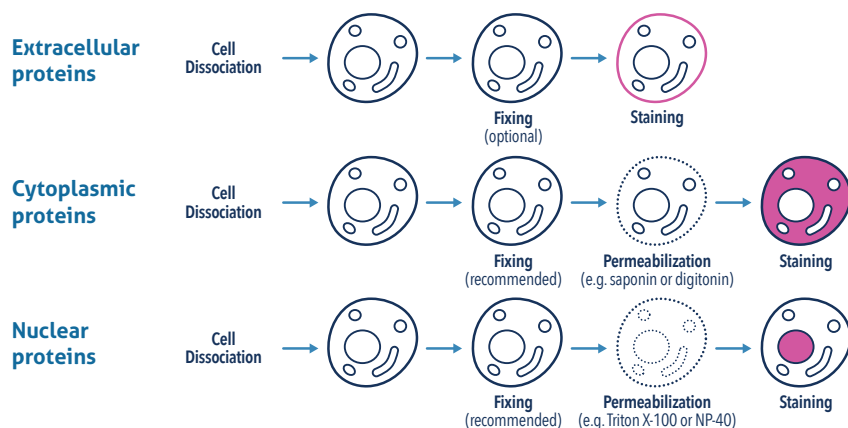 Extracellular
proteins
Cell
Dissociation
Fixing
(optional)
Staining
Cytoplasmic
proteins
Cell
Dissociation
Fixing
(recommended)
Permeabilization
(e.g. saponin or digitonin)
Staining
Nuclear
proteins
Cell
Dissociation
Fixing
(recommended)
Permeabilization
(e.g. Triton X-100 or NP-40)
Staining